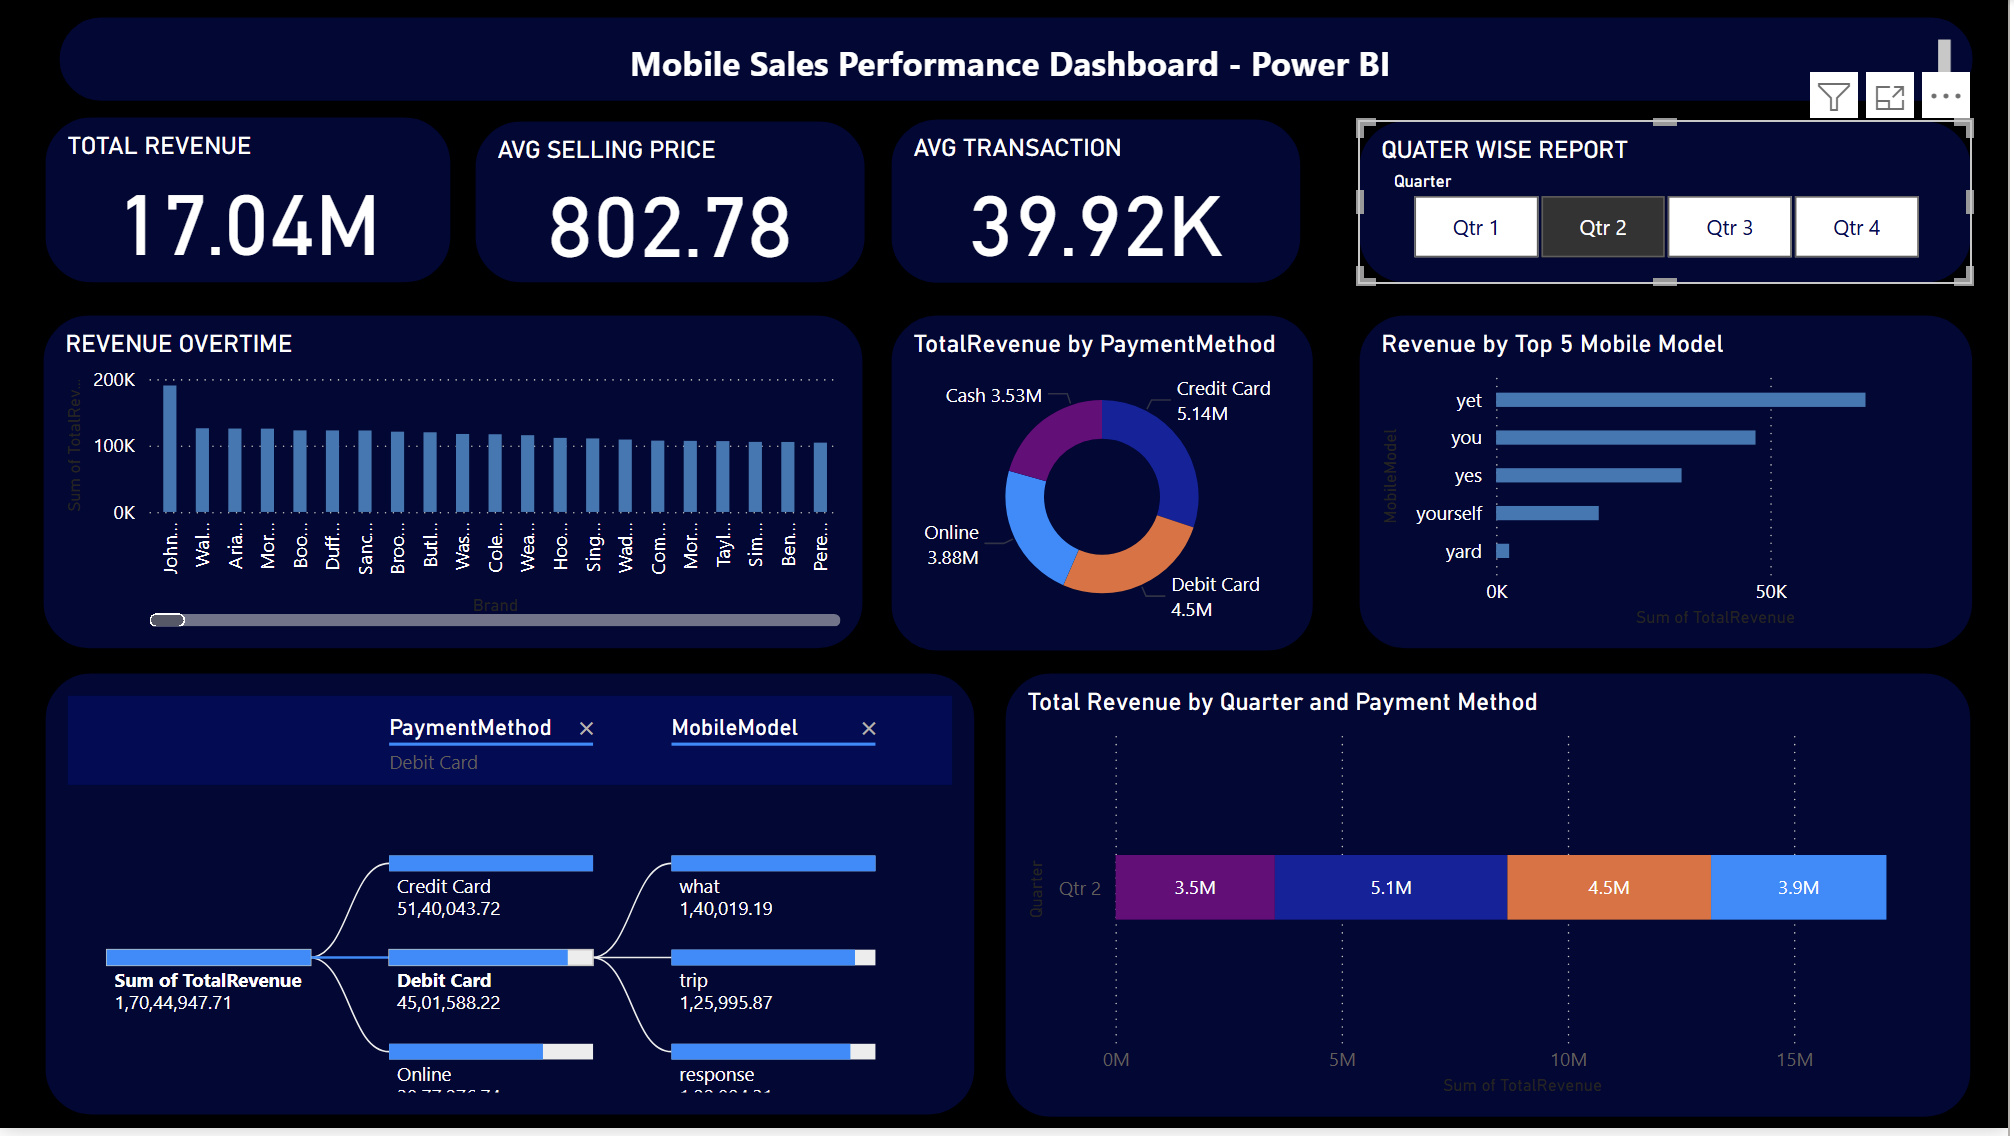 Mobile Sales Performance Dashboard - Power BI
TOTAL REVENUE
17.04M
AVG SELLING PRICE
802.78
AVG TRANSACTION
39.92K
QUATER WISE REPORT
Quarter
Qtr 1
Qtr 2
Qtr 3
Qtr 4
REVENUE OVERTIME
Sum of TotalRev...
200K
100K
0K
John...
Wal...
Aria...
Mor...
Boo...
Duff...
Sanc...
Broo...
Butl...
Was...
Cole...
Wea...
Hoo...
Sing...
Wad...
Com...
Mor...
Tayl...
Sim...
Ben...
Pere...
Brand
TotalRevenue by PaymentMethod
Cash 3.53M
Credit Card
5.14M
Online
3.88M
Debit Card
4.5M
Revenue by Top 5 Mobile Model
MobileModel
yet
you
yes
yourself
yard
0K
50K
Sum of TotalRevenue
PaymentMethod
Debit Card
MobileModel
Sum of TotalRevenue
1,70,44,947.71
Credit Card
51,40,043.72
Debit Card
45,01,588.22
Online
what
1,40,019.19
trip
1,25,995.87
response
Total Revenue by Quarter and Payment Method
Quarter
Qtr 2
3.5M
5.1M
4.5M
3.9M
0M
5M
10M
15M
Sum of TotalRevenue